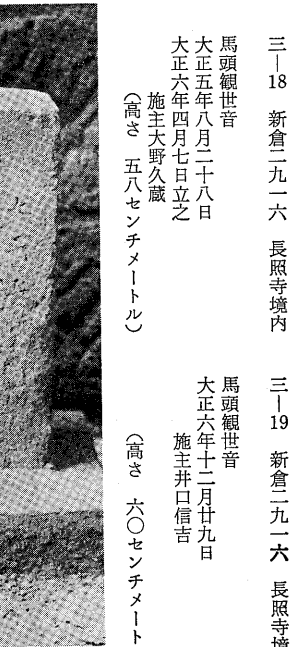 三―18　新倉二九一六　長照寺境内
馬頭観世音
大正五年八月二十八日
大正六年四月七日立之
施主大野久蔵
（高さ　五八センチメートル）
三―19　新倉二九一六　長照寺境
馬頭観世音
大正六年十二月廿九日
施主井口信吉
（高さ　六〇センチメート